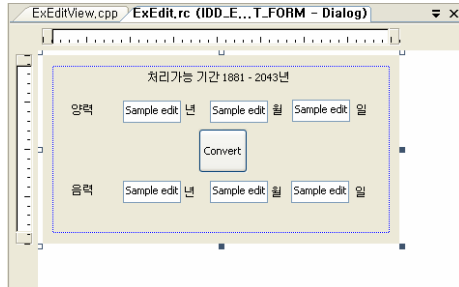 ExEditView.cpp ExEdit.rc (IDD_E...T_FORM - Dialog)
처리가능 기간 1881 - 2043년
양력 Sample edit 년 Sample edit 월 Sample edit 일
Convert
음력 Sample edit 년 Sample edit 월 Sample edit 일